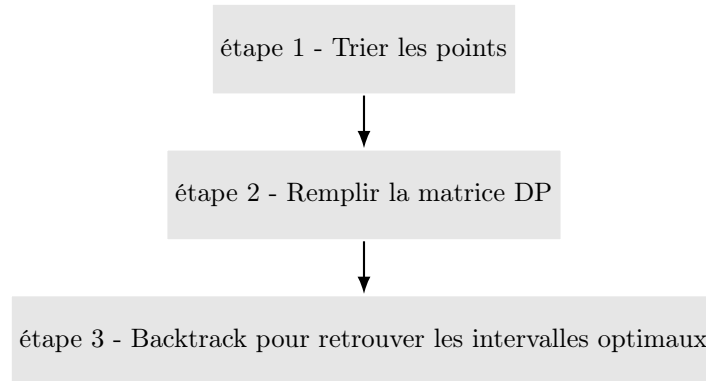 étape 1 - Trier les points
étape 2 - Remplir la matrice DP
étape 3 - Backtrack pour retrouver les intervalles optimaux